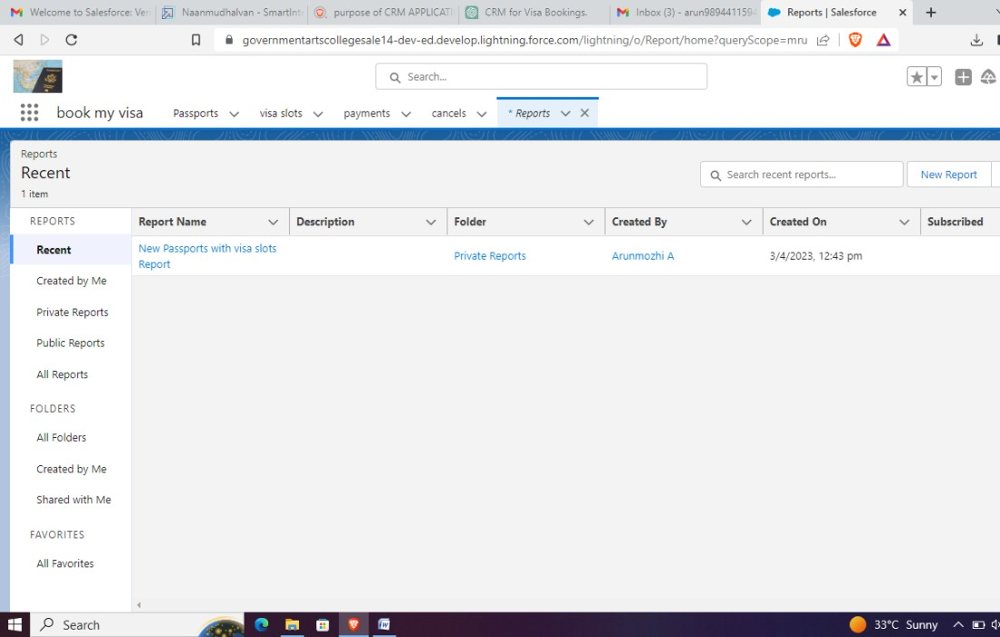 Welcome to Salesforce: Ver
Naanmudhalvan - SmartInte
purpose of CRM APPLICATI
CRM for Visa Bookings.
Inbox (3) - arun9894411594
Reports | Salesforce
governmentartscollegesale14-dev-ed.develop.lightning.force.com/lightning/o/Report/home?queryScope=mru
Search...
book my visa
Passports
visa slots
payments
cancels
* Reports
Reports
Recent
1 item
Search recent reports...
New Report
REPORTS
Recent
Created by Me
Private Reports
Public Reports
All Reports
FOLDERS
All Folders
Created by Me
Shared with Me
FAVORITES
All Favorites
Report Name
Description
Folder
Created By
Created On
Subscribed
New Passports with visa slots
Report
Private Reports
Arunmozhi A
3/4/2023, 12:43 pm
Search
33°C Sunny